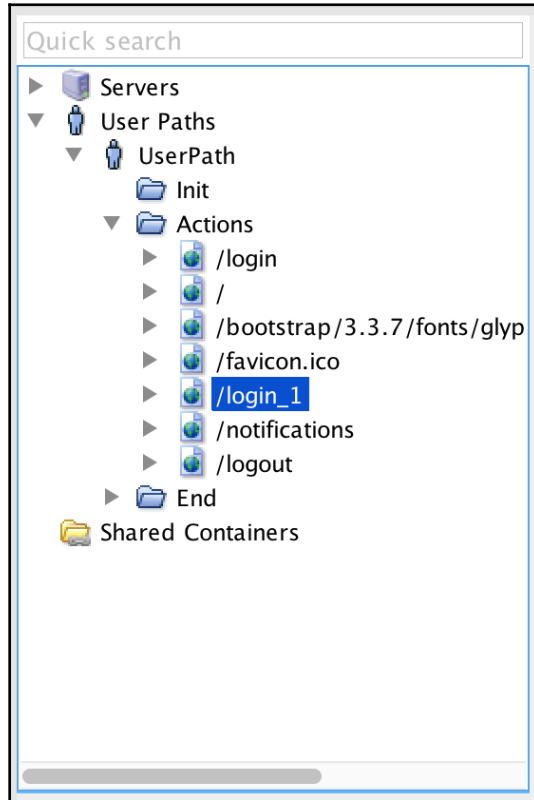 Quick search
Servers
User Paths
UserPath
Init
Actions
/login
/
/bootstrap/3.3.7/fonts/glyp
/favicon.ico
/login_1
/notifications
/logout
End
Shared Containers